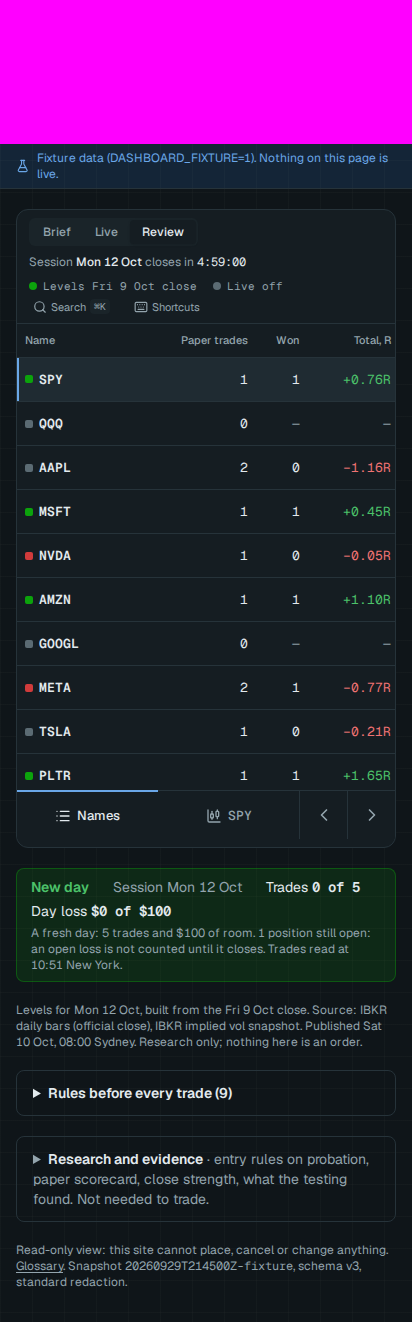 Fixture data (DASHBOARD_FIXTURE=1). Nothing on this page is
live.
Brief Live Review
Session Mon 12 Oct closes in 4:59:00
Levels Fri 9 Oct close Live off
Search ⌘K Shortcuts
Name Paper trades Won Total, R
SPY 1 1 +0.76R
QQQ 0 — —
AAPL 2 0 −1.16R
MSFT 1 1 +0.45R
NVDA 1 0 −0.05R
AMZN 1 1 +1.10R
GOOGL 0 — —
META 2 1 −0.77R
TSLA 1 0 −0.21R
PLTR 1 1 +1.65R
Names SPY
New day Session Mon 12 Oct Trades 0 of 5
Day loss $0 of $100
A fresh day: 5 trades and $100 of room. 1 position still open:
an open loss is not counted until it closes. Trades read at
10:51 New York.
Levels for Mon 12 Oct, built from the Fri 9 Oct close. Source: IBKR
daily bars (official close), IBKR implied vol snapshot. Published Sat
10 Oct, 08:00 Sydney. Research only; nothing here is an order.
Rules before every trade (9)
Research and evidence · entry rules on probation,
paper scorecard, close strength, what the testing
found. Not needed to trade.
Read-only view: this site cannot place, cancel or change anything.
Glossary. Snapshot 20260929T214500Z-fixture, schema v3,
standard redaction.